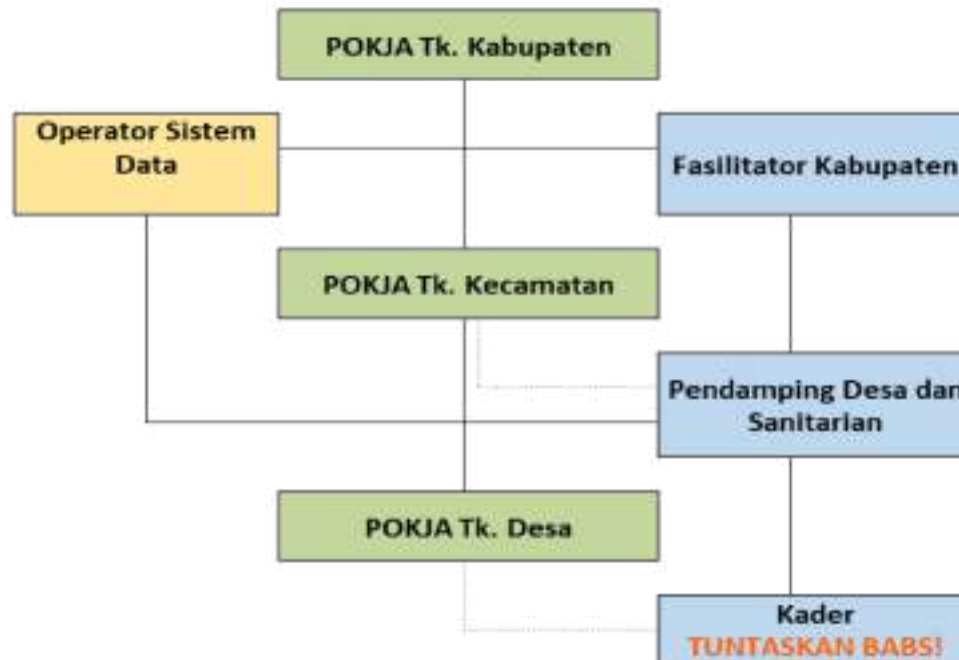 POKJA Tk. Kabupaten
Operator Sistem
Data
Fasilitator Kabupaten
POKJA Tk. Kecamatan
Pendamping Desa dan
Sanitarian
POKJA Tk. Desa
Kader
TUNTASKAN BABS!